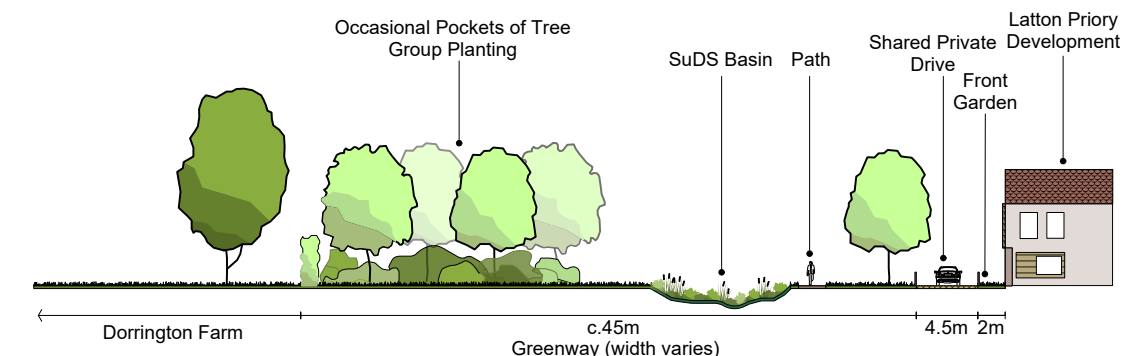 Occasional Pockets of Tree
Group Planting
SuDS Basin
Path
Shared Private
Drive
Front
Garden
Latton Priory
Development
Dorrington Farm
c.45m
Greenway (width varies)
4.5m
2m